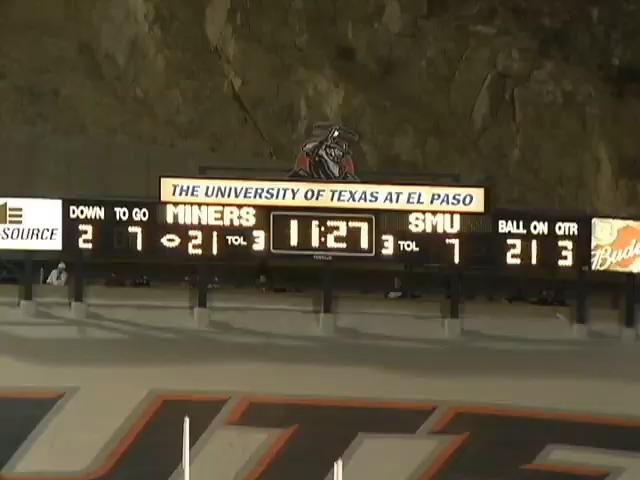 THE UNIVERSITY OF TEXAS AT EL PASO
-SOURCE
DOWN TO GO MINERS 11:27 SMU BALL ON QTR
2 7 21 TOL 3 3 TOL 7 21 3
Bud
UTE